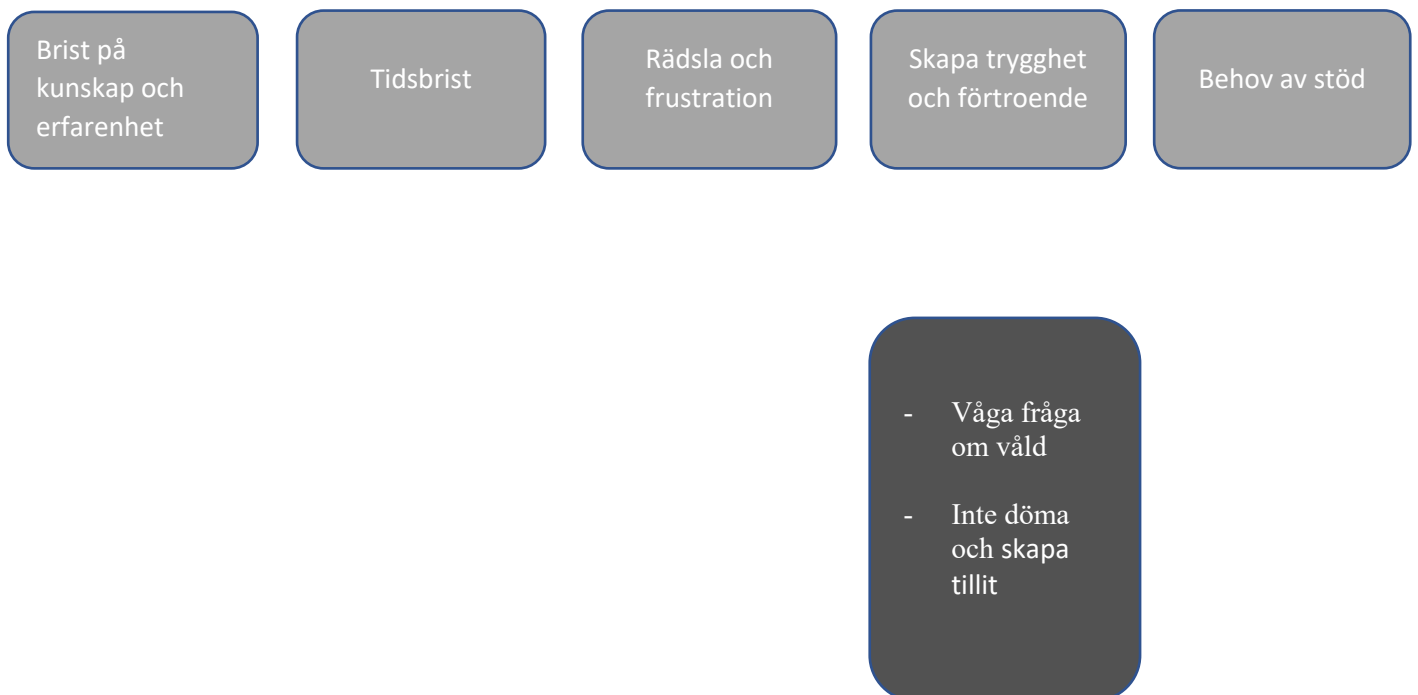 Brist på
kunskap och
erfarenhet
Tidsbrist
Rädsla och
frustration
Skapa trygghet
och förtroende
Behov av stöd
- Våga fråga
om våld
- Inte döma
och skapa
tillit